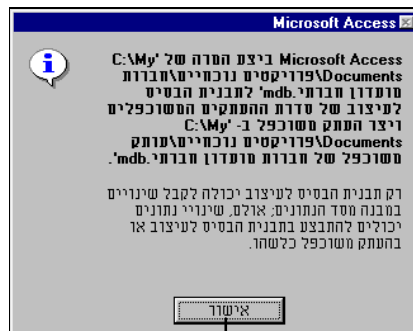 Microsoft Access
Microsoft Access ביצע המרה של 'C:\My
Documents\פרוייקטים נוכחיים\חברות
מועדון חברתי.mdb' לתבנית הבסיס
לעיצוב של סדרת ההעתקים המשוכפלים
ויצר העתק משוכפל ב- 'C:\My
Documents\פרוייקטים נוכחיים\עותק
משוכפל של חברות מועדון חברתי.mdb'.
רק תבנית הבסיס לעיצוב יכולה לקבל שינויים
במבנה מסד הנתונים; אולם, שינויי נתונים
יכולים להתבצע בתבנית הבסיס לעיצוב או
בהעתק משוכפל כלשהו.
אישור